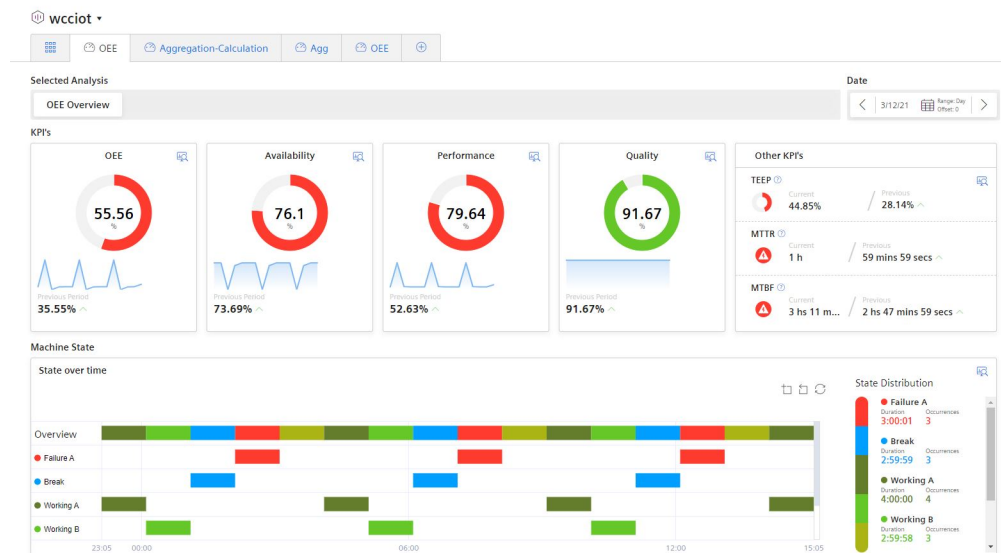 wcciot
OEE
Aggregation-Calculation
Agg
OEE
Selected Analysis
Date
OEE Overview
3/12/21
Range: Day
Offset: 0
KPI's
OEE
55.56
%
Previous Period
35.55%
Availability
76.1
%
Previous Period
73.69%
Performance
79.64
%
Previous Period
52.63%
Quality
91.67
%
Previous Period
91.67%
Other KPI's
TEEP
Current
Previous
44.85%
28.14%
MTTR
Current
Previous
1 h
59 mins 59 secs
MTBF
Current
Previous
3 hs 11 m...
2 hs 47 mins 59 secs
Machine State
State over time
Overview
Failure A
Break
Working A
Working B
23:05
00:00
06:00
12:00
15:05
State Distribution
Failure A
Duration
Occurrences
3:00:01
3
Break
Duration
Occurrences
2:59:59
3
Working A
Duration
Occurrences
4:00:00
4
Working B
Duration
Occurrences
2:59:58
3